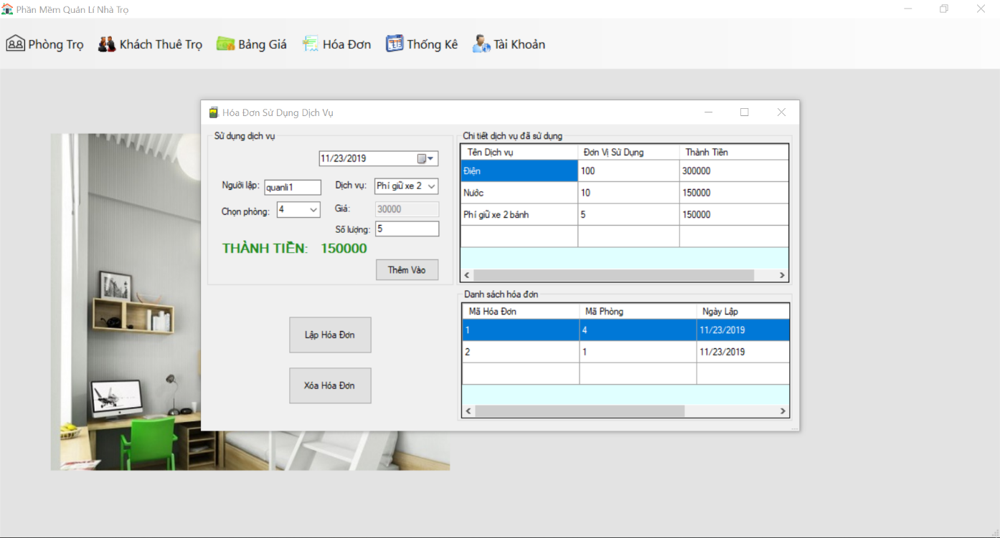 Phần Mềm Quản Lí Nhà Trọ
Phòng Trọ Khách Thuê Trọ Bảng Giá Hóa Đơn Thống Kê Tài Khoản
Hóa Đơn Sử Dụng Dịch Vụ
Sử dụng dịch vụ
11/23/2019
Người lập: quanli1 Dịch vụ: Phí giữ xe 2
Chọn phòng: 4 Giá: 30000
Số lượng: 5
THÀNH TIỀN: 150000
Thêm Vào
Lập Hóa Đơn
Xóa Hóa Đơn
Chi tiết dịch vụ đã sử dụng
Tên Dịch vụ Đơn Vị Sử Dụng Thành Tiền
Điện 100 300000
Nước 10 150000
Phí giữ xe 2 bánh 5 150000
Danh sách hóa đơn
Mã Hóa Đơn Mã Phòng Ngày Lập
1 4 11/23/2019
2 1 11/23/2019